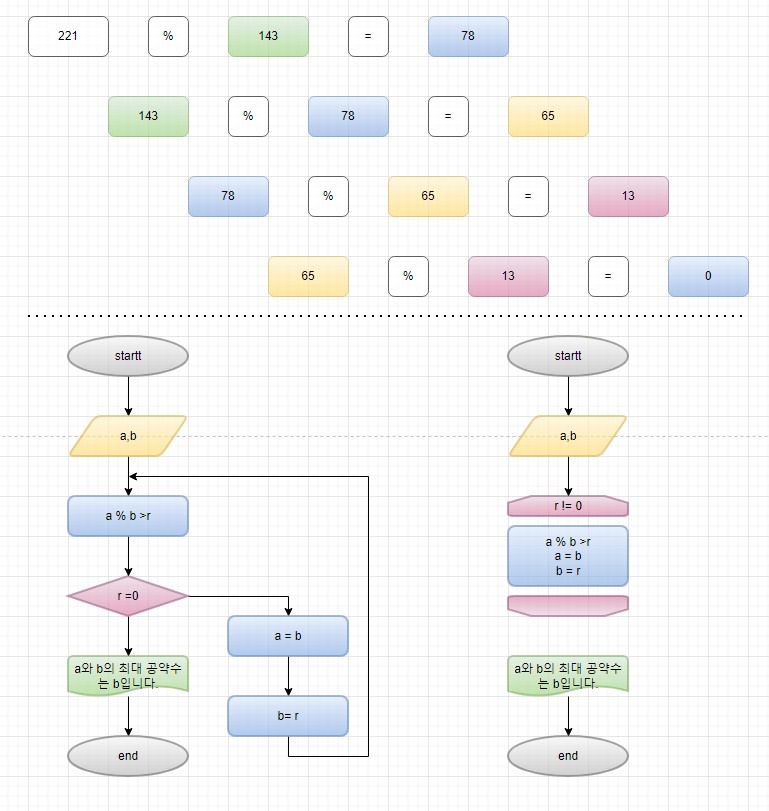 221 % 143 = 78
143 % 78 = 65
78 % 65 = 13
65 % 13 = 0
startt
a,b
a % b >r
r =0
a = b
b= r
a와 b의 최대 공약수
는 b입니다.
end
startt
a,b
r != 0
a % b >r
a = b
b = r
a와 b의 최대 공약수
는 b입니다.
end